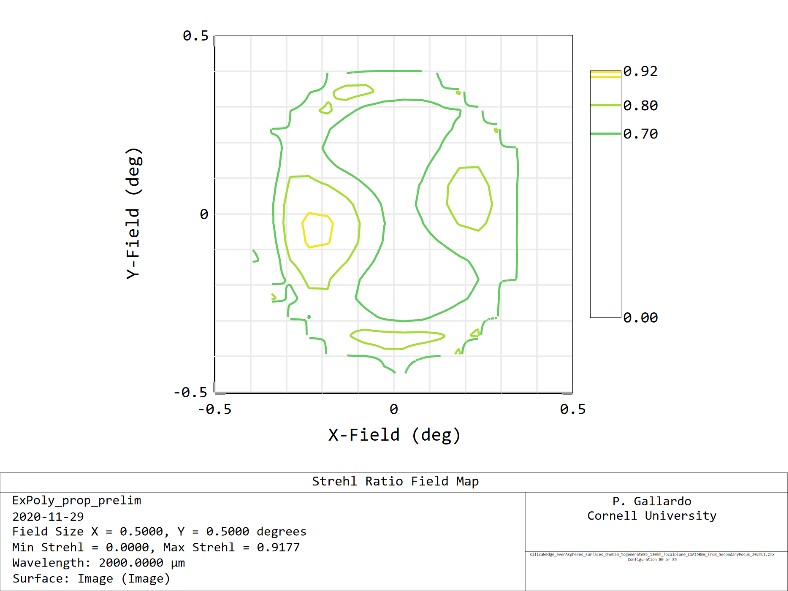 0.5
0
-0.5
Y-Field (deg)
-0.5
0
0.5
X-Field (deg)
0.92
0.80
0.70
0.00
Strehl Ratio Field Map
ExPoly_prop_prelim
2020-11-29
Field Size X = 0.5000, Y = 0.5000 degrees
Min Strehl = 0.0000, Max Strehl = 0.9177
Wavelength: 2000.0000 µm
Surface: Image (Image)
P. Gallardo
Cornell University